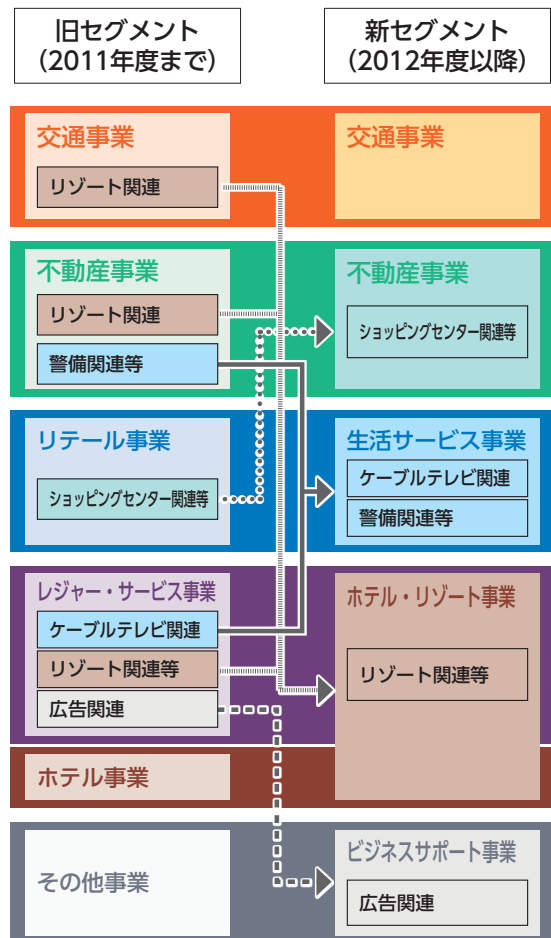 旧セグメント
(2011年度まで)
新セグメント
(2012年度以降)
交通事業
リゾート関連
交通事業
不動産事業
リゾート関連
警備関連等
不動産事業
ショッピングセンター関連等
リテール事業
ショッピングセンター関連等
生活サービス事業
ケーブルテレビ関連
警備関連等
レジャー・サービス事業
ケーブルテレビ関連
リゾート関連等
広告関連
ホテル・リゾート事業
リゾート関連等
ホテル事業
その他事業
ビジネスサポート事業
広告関連